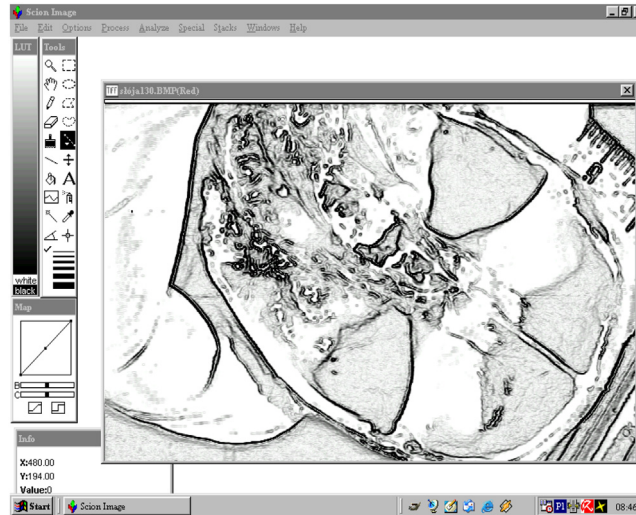 Scion Image
File Edit Options Process Analyze Special Stacks Windows Help
LUT Tools
slója130.BMP(Red)
A
white
black
Map
B
C
Info
X:480.00
Y:194.00
Value:0
Start Scion Image 08:46